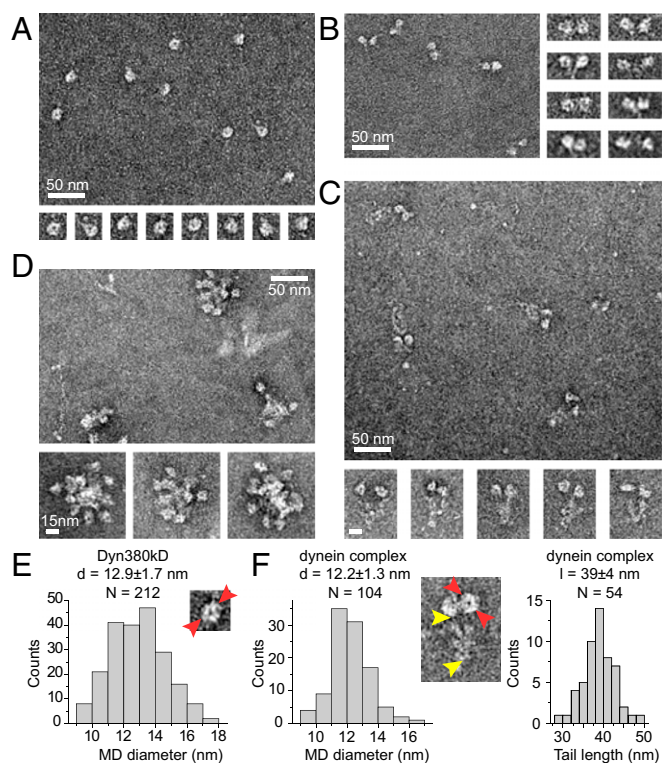 A
50 nm
B
50 nm
C
50 nm
D
50 nm
15nm
E
Dyn380kD
d = 12.9±1.7 nm
N = 212
Counts
50
40
30
20
10
0
10 12 14 16 18
MD diameter (nm)
F
dynein complex
d = 12.2±1.3 nm
N = 104
Counts
30
20
10
0
10 12 14 16
MD diameter (nm)
dynein complex
l = 39±4 nm
N = 54
Counts
15
10
5
0
30 40 50
Tail length (nm)